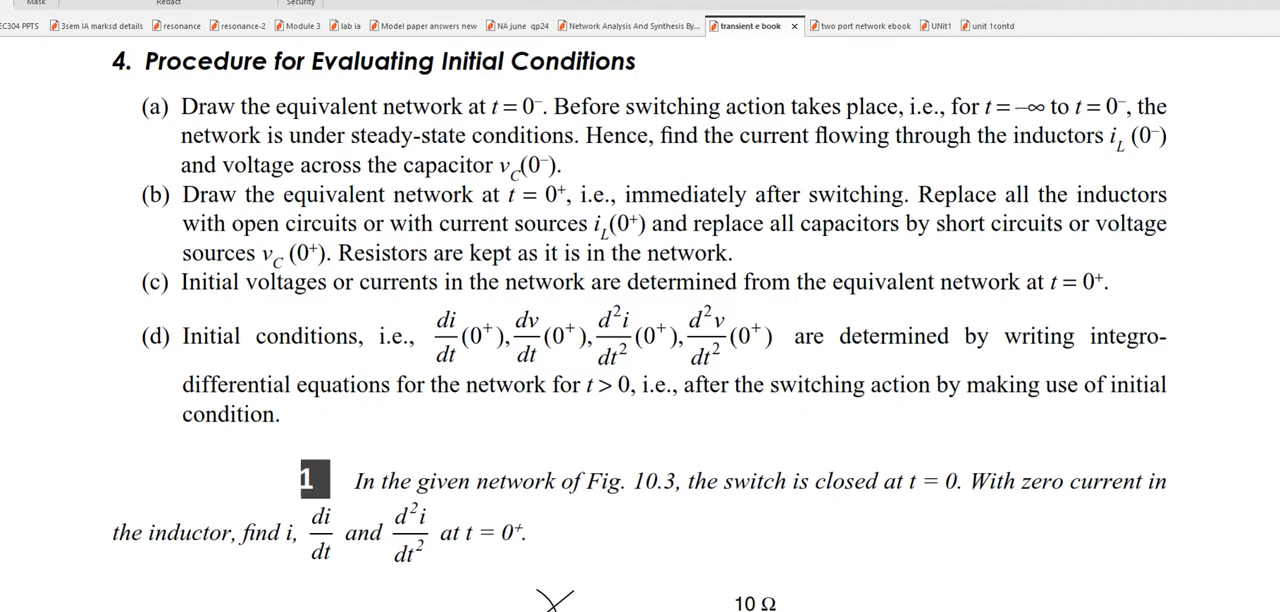 Mask Redact Security
EC304 PPTS 3sem IA marksd details resonance resonance-2 Module 3 lab ia Model paper answers new NA june qp24 Network Analysis And Synthesis By... transient e book × two port network ebook UNit1 unit 1contd
4. Procedure for Evaluating Initial Conditions
(a) Draw the equivalent network at t = 0⁻. Before switching action takes place, i.e., for t = –∞ to t = 0⁻, the
network is under steady-state conditions. Hence, find the current flowing through the inductors i_L (0⁻)
and voltage across the capacitor v_C(0⁻).
(b) Draw the equivalent network at t = 0⁺, i.e., immediately after switching. Replace all the inductors
with open circuits or with current sources i_L(0⁺) and replace all capacitors by short circuits or voltage
sources v_C (0⁺). Resistors are kept as it is in the network.
(c) Initial voltages or currents in the network are determined from the equivalent network at t = 0⁺.
(d) Initial conditions, i.e., di/dt(0⁺), dv/dt(0⁺), d²i/dt²(0⁺), d²v/dt²(0⁺) are determined by writing integro-
differential equations for the network for t > 0, i.e., after the switching action by making use of initial
condition.
1 In the given network of Fig. 10.3, the switch is closed at t = 0. With zero current in
the inductor, find i, di/dt and d²i/dt² at t = 0⁺.
10 Ω